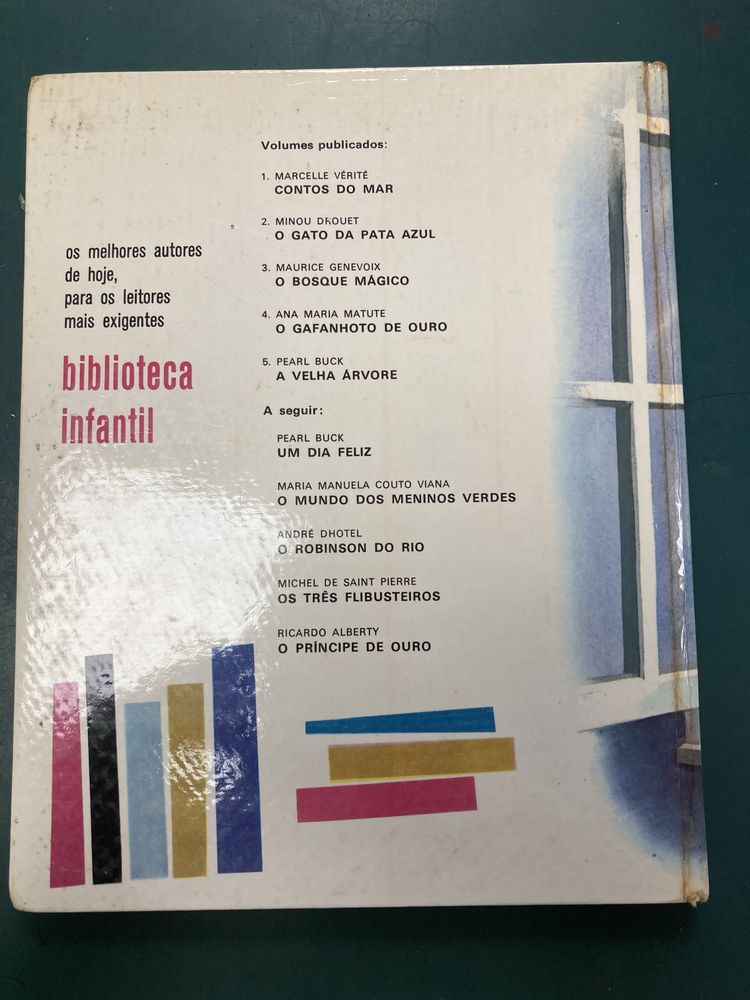 os melhores autores
de hoje,
para os leitores
mais exigentes
biblioteca
infantil
Volumes publicados:
1. MARCELLE VÉRITÉ
CONTOS DO MAR
2. MINOU DROUET
O GATO DA PATA AZUL
3. MAURICE GENEVOIX
O BOSQUE MÁGICO
4. ANA MARIA MATUTE
O GAFANHOTO DE OURO
5. PEARL BUCK
A VELHA ÁRVORE
A seguir:
PEARL BUCK
UM DIA FELIZ
MARIA MANUELA COUTO VIANA
O MUNDO DOS MENINOS VERDES
ANDRÉ DHOTEL
O ROBINSON DO RIO
MICHEL DE SAINT PIERRE
OS TRÊS FLIBUSTEIROS
RICARDO ALBERTY
O PRÍNCIPE DE OURO